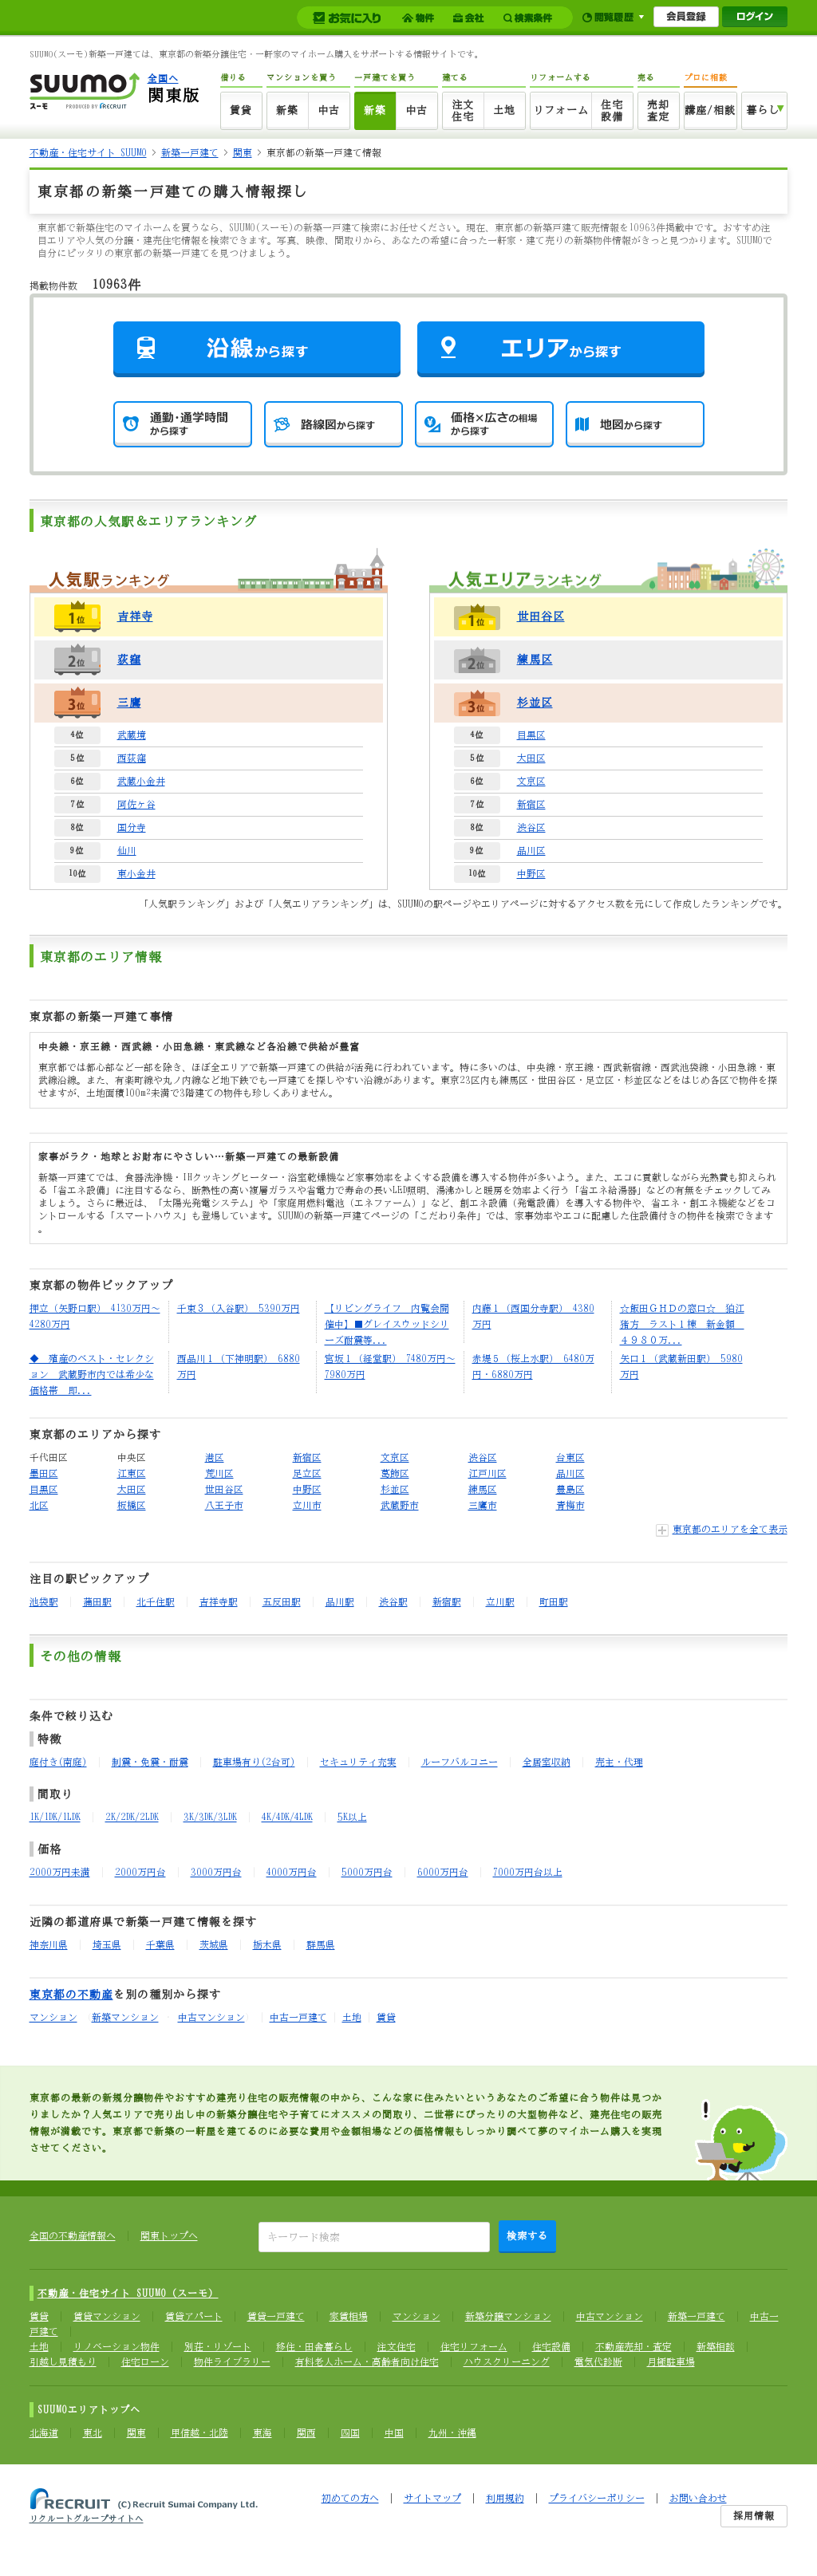 お気に入り 物件 会社 検索条件 閲覧履歴 会員登録 ログイン
SUUMO(スーモ)新築一戸建ては、東京都の新築分譲住宅・一軒家のマイホーム購入をサポートする情報サイトです。
SUUMO スーモ PRODUCED BY RECRUIT
全国へ
関東版
借りる マンションを買う 一戸建てを買う 建てる リフォームする 売る プロに相談
賃貸 新築 中古 新築 中古 注文住宅 土地 リフォーム 住宅設備 売却査定 講座/相談 暮らし
不動産・住宅サイト SUUMO > 新築一戸建て > 関東 > 東京都の新築一戸建て情報
東京都の新築一戸建ての購入情報探し
東京都で新築住宅のマイホームを買うなら、SUUMO(スーモ)の新築一戸建て検索にお任せください。現在、東京都の新築戸建て販売情報を10963件掲載中です。おすすめ注
目エリアや人気の分譲・建売住宅情報を検索できます。写真、映像、間取りから、あなたの希望に合った一軒家・建て売りの新築物件情報がきっと見つかります。SUUMOで
自分にピッタリの東京都の新築一戸建てを見つけましょう。
掲載物件数 10963件
沿線から探す エリアから探す
通勤・通学時間から探す 路線図から探す 価格×広さの相場から探す 地図から探す
東京都の人気駅＆エリアランキング
人気駅ランキング
1位 吉祥寺
2位 荻窪
3位 三鷹
4位 武蔵境
5位 西荻窪
6位 武蔵小金井
7位 阿佐ヶ谷
8位 国分寺
9位 仙川
10位 東小金井
人気エリアランキング
1位 世田谷区
2位 練馬区
3位 杉並区
4位 目黒区
5位 大田区
6位 文京区
7位 新宿区
8位 渋谷区
9位 品川区
10位 中野区
「人気駅ランキング」および「人気エリアランキング」は、SUUMOの駅ページやエリアページに対するアクセス数を元にして作成したランキングです。
東京都のエリア情報
東京都の新築一戸建て事情
中央線・京王線・西武線・小田急線・東武線など各沿線で供給が豊富
東京都では都心部など一部を除き、ほぼ全エリアで新築一戸建ての供給が活発に行われています。特に多いのは、中央線・京王線・西武新宿線・西武池袋線・小田急線・東
武線沿線。また、有楽町線や丸ノ内線など地下鉄でも一戸建てを探しやすい沿線があります。東京23区内も練馬区・世田谷区・足立区・杉並区などをはじめ各区で物件を探
せますが、土地面積100m²未満で3階建ての物件も珍しくありません。
家事がラク・地球とお財布にやさしい…新築一戸建ての最新設備
新築一戸建てでは、食器洗浄機・IHクッキングヒーター・浴室乾燥機など家事効率をよくする設備を導入する物件が多いよう。また、エコに貢献しながら光熱費も抑えられ
る「省エネ設備」に注目するなら、断熱性の高い複層ガラスや省電力で寿命の長いLED照明、湯沸かしと暖房を効率よく行う「省エネ給湯器」などの有無をチェックしてみ
ましょう。さらに最近は、「太陽光発電システム」や「家庭用燃料電池（エネファーム）」など、創エネ設備（発電設備）を導入する物件や、省エネ・創エネ機能などをコ
ントロールする「スマートハウス」も登場しています。SUUMOの新築一戸建てページの「こだわり条件」では、家事効率やエコに配慮した住設備付きの物件を検索できます
。
東京都の物件ピックアップ
押立（矢野口駅） 4130万円～4280万円
千束３（入谷駅） 5390万円
【リビングライフ 内覧会開催中】■グレイスウッドシリーズ耐震等...
内藤１（西国分寺駅） 4380万円
☆飯田ＧＨＤの窓口☆ 狛江猪方 ラスト１棟 新金額 ４９８０万...
◆ 殖産のベスト・セレクション 武蔵野市内では希少な価格帯 即...
西品川１（下神明駅） 6880万円
宮坂１（経堂駅） 7480万円～7980万円
赤堤５（桜上水駅） 6480万円・6880万円
矢口１（武蔵新田駅） 5980万円
東京都のエリアから探す
千代田区 中央区 港区 新宿区 文京区 渋谷区 台東区
墨田区 江東区 荒川区 足立区 葛飾区 江戸川区 品川区
目黒区 大田区 世田谷区 中野区 杉並区 練馬区 豊島区
北区 板橋区 八王子市 立川市 武蔵野市 三鷹市 青梅市
東京都のエリアを全て表示
注目の駅ピックアップ
池袋駅 蒲田駅 北千住駅 吉祥寺駅 五反田駅 品川駅 渋谷駅 新宿駅 立川駅 町田駅
その他の情報
条件で絞り込む
特徴
庭付き(南庭) 制震・免震・耐震 駐車場有り(2台可) セキュリティ充実 ルーフバルコニー 全居室収納 売主・代理
間取り
1K/1DK/1LDK 2K/2DK/2LDK 3K/3DK/3LDK 4K/4DK/4LDK 5K以上
価格
2000万円未満 2000万円台 3000万円台 4000万円台 5000万円台 6000万円台 7000万円台以上
近隣の都道府県で新築一戸建て情報を探す
神奈川県 埼玉県 千葉県 茨城県 栃木県 群馬県
東京都の不動産を別の種別から探す
マンション 新築マンション 中古マンション 中古一戸建て 土地 賃貸
東京都の最新の新規分譲物件やおすすめ建売り住宅の販売情報の中から、こんな家に住みたいというあなたのご希望に合う物件は見つか
りましたか？人気エリアで売り出し中の新築分譲住宅や子育てにオススメの間取り、二世帯にぴったりの大型物件など、建売住宅の販売
情報が満載です。東京都で新築の一軒屋を建てるのに必要な費用や金額相場などの価格情報もしっかり調べて夢のマイホーム購入を実現
させてください。
全国の不動産情報へ 関東トップへ キーワード検索 検索する
不動産・住宅サイト SUUMO（スーモ）
賃貸 賃貸マンション 賃貸アパート 賃貸一戸建て 家賃相場 マンション 新築分譲マンション 中古マンション 新築一戸建て 中古一
戸建て
土地 リノベーション物件 別荘・リゾート 移住・田舎暮らし 注文住宅 住宅リフォーム 住宅設備 不動産売却・査定 新築相談
引越し見積もり 住宅ローン 物件ライブラリー 有料老人ホーム・高齢者向け住宅 ハウスクリーニング 電気代診断 月極駐車場
SUUMOエリアトップへ
北海道 東北 関東 甲信越・北陸 東海 関西 四国 中国 九州・沖縄
RECRUIT (C) Recruit Sumai Company Ltd.
リクルートグループサイトへ
初めての方へ | サイトマップ | 利用規約 | プライバシーポリシー | お問い合わせ
採用情報